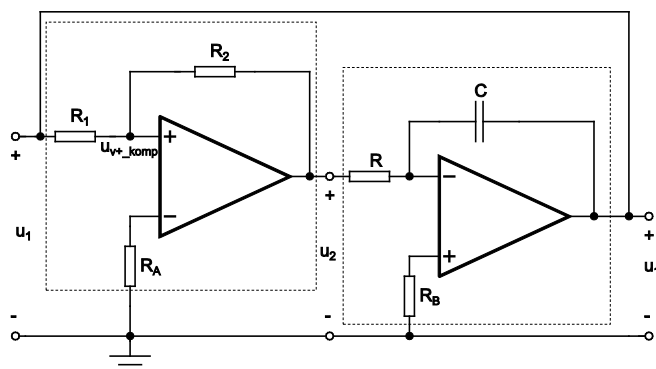 R2
C
R1
+
uv+_komp
R
+
-
+
-
+
u1
u2
RA
RB
+
u
-
-
-